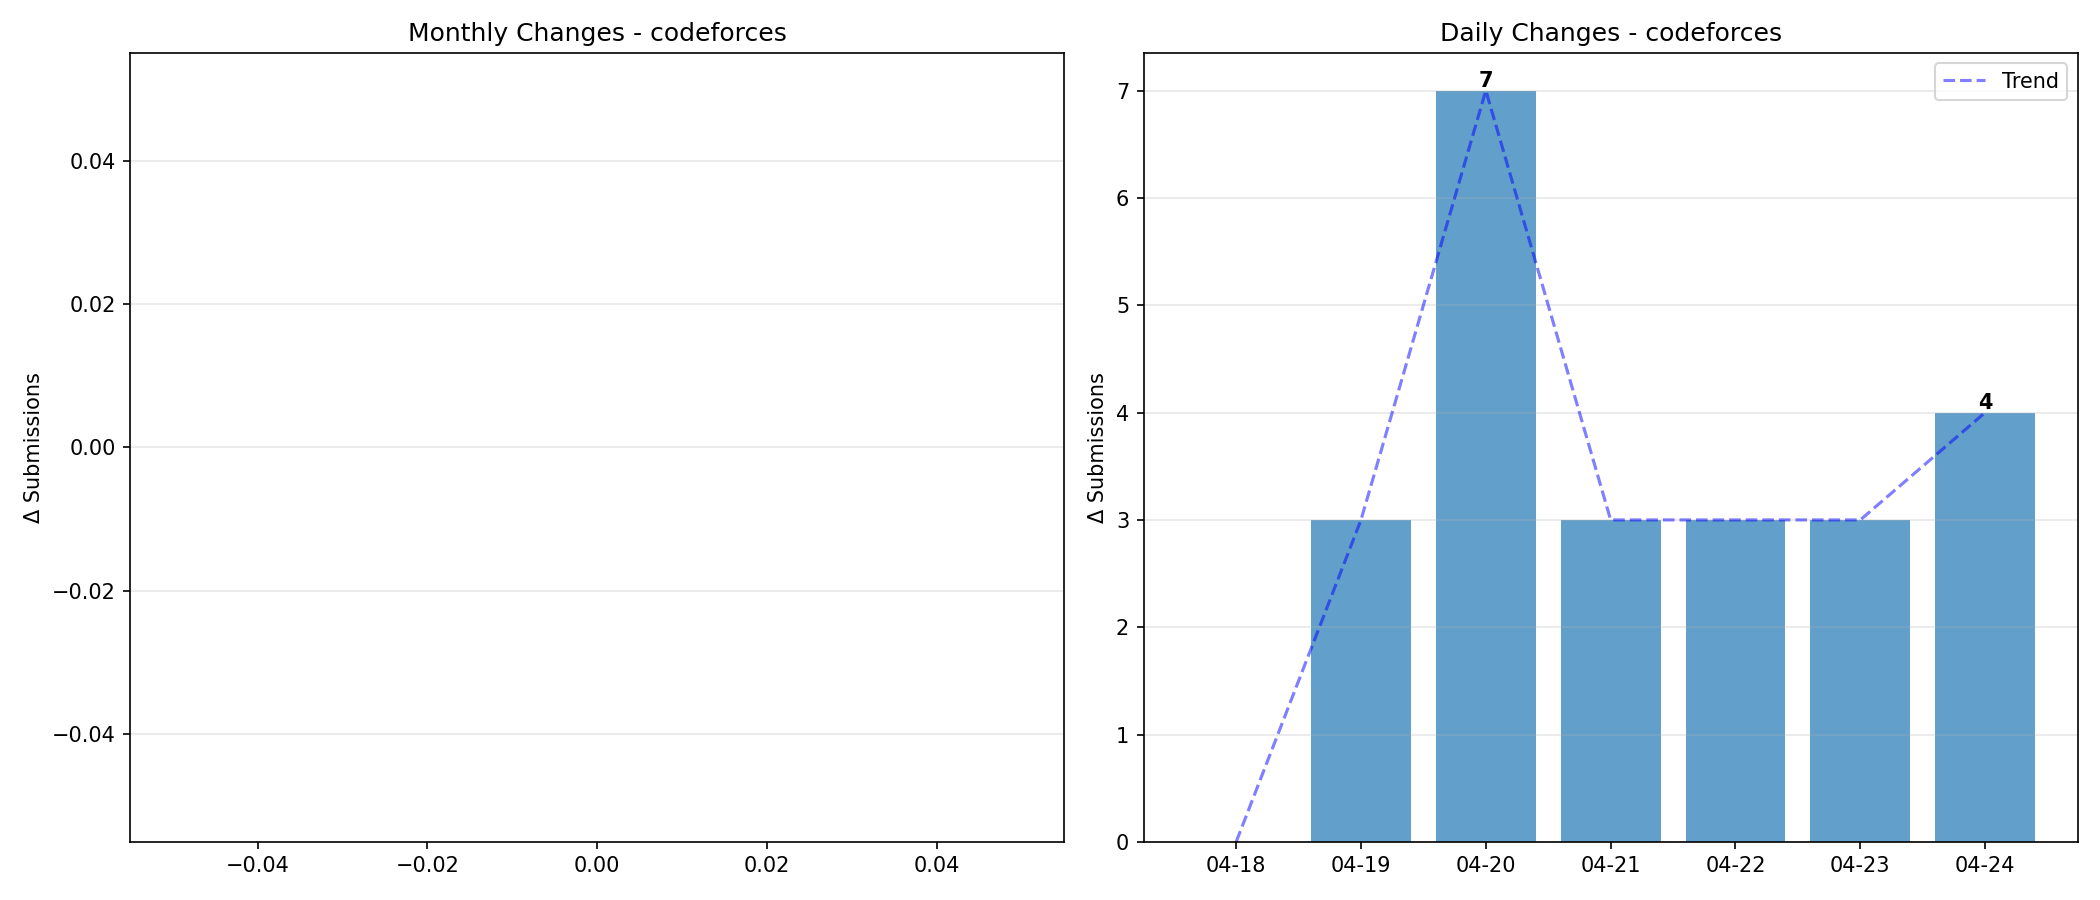 Monthly Changes - codeforces
Δ Submissions
0.04
0.02
0.00
−0.02
−0.04
−0.04 −0.02 0.00 0.02 0.04
Daily Changes - codeforces
Trend
Δ Submissions
7
6
5
4
3
2
1
0
7
4
04-18 04-19 04-20 04-21 04-22 04-23 04-24